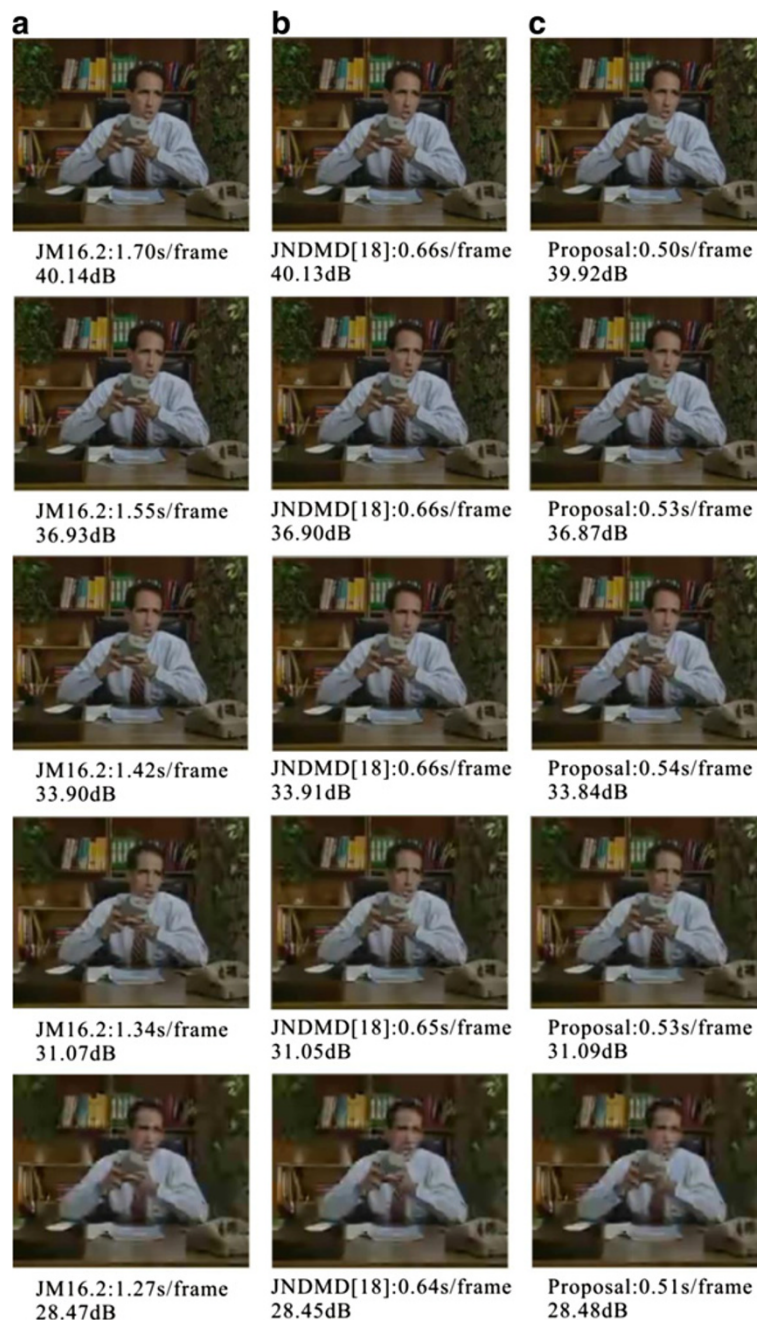 a b c
JM16.2:1.70s/frame JNDMD[18]:0.66s/frame Proposal:0.50s/frame
40.14dB 40.13dB 39.92dB
JM16.2:1.55s/frame JNDMD[18]:0.66s/frame Proposal:0.53s/frame
36.93dB 36.90dB 36.87dB
JM16.2:1.42s/frame JNDMD[18]:0.66s/frame Proposal:0.54s/frame
33.90dB 33.91dB 33.84dB
JM16.2:1.34s/frame JNDMD[18]:0.65s/frame Proposal:0.53s/frame
31.07dB 31.05dB 31.09dB
JM16.2:1.27s/frame JNDMD[18]:0.64s/frame Proposal:0.51s/frame
28.47dB 28.45dB 28.48dB